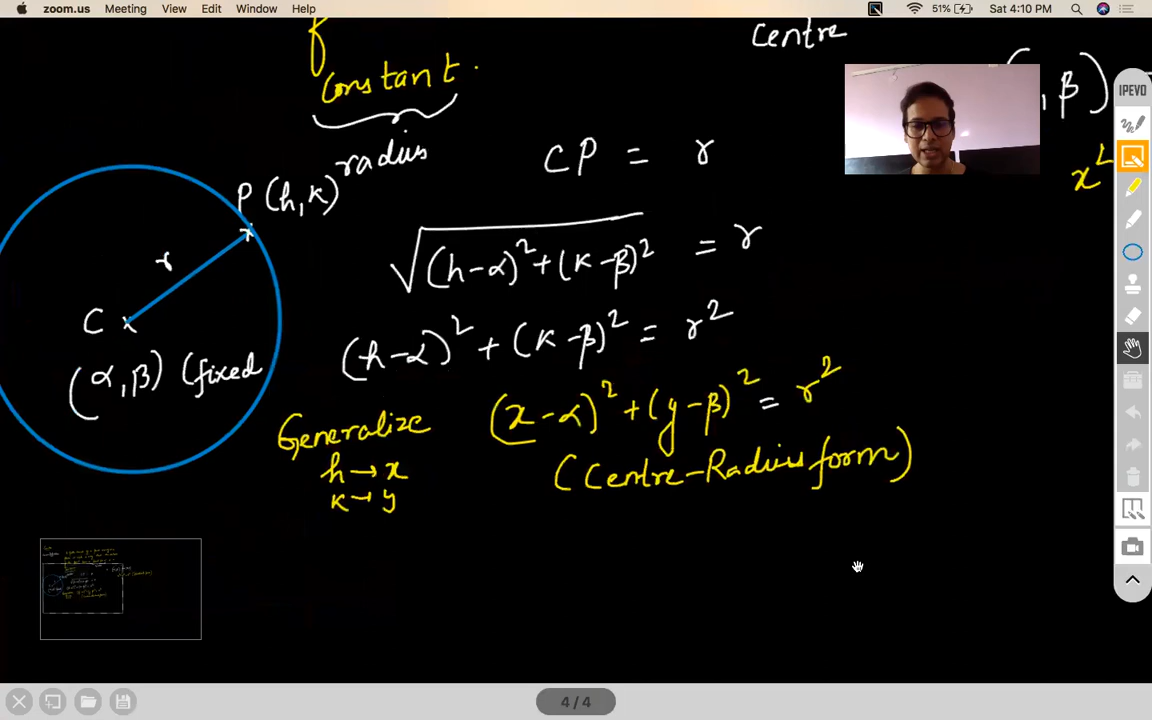 zoom.us Meeting View Edit Window Help 51% Sat 4:10 PM
f
Constant.
radius
Centre
, β)
x²
IPEVO
P (h, k)
r
C
(α, β) (fixed
CP = r
√(h-α)²+(k-β)² = r
(h-α)² + (k-β)² = r²
(x-α)²+(y-β)² = r²
(Centre-Radius form)
Generalize
h→x
k→y
4 / 4